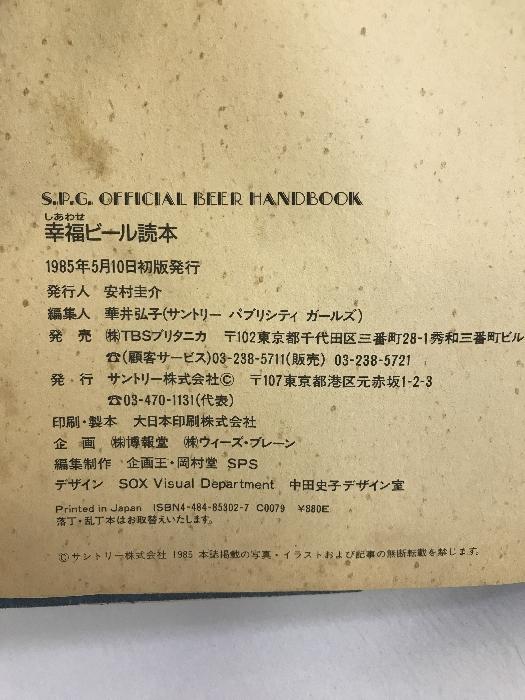 S.P.G. OFFICIAL BEER HANDBOOK
しあわせ
幸福ビール読本
1985年5月10日初版発行
発行人 安村圭介
編集人 華井弘子(サントリー パブリシティ ガールズ)
発 売 ㈱TBSブリタニカ 〒102東京都千代田区三番町28-1秀和三番町ビル
☎(顧客サービス)03-238-5711(販売) 03-238-5721
発 行 サントリー株式会社Ⓒ 〒107東京都港区元赤坂1-2-3
☎03-470-1131(代表)
印刷・製本 大日本印刷株式会社
企 画 ㈱博報堂 ㈱ウィーズ・ブレーン
編集制作 企画王・岡村堂 SPS
デザイン SOX Visual Department 中田史子デザイン室
Printed in Japan ISBN4-484-85302-7 C0079 ¥880E
落丁・乱丁本はお取替えいたします。
Ⓒサントリー株式会社 1985 本誌掲載の写真・イラストおよび記事の無断転載を禁じます。